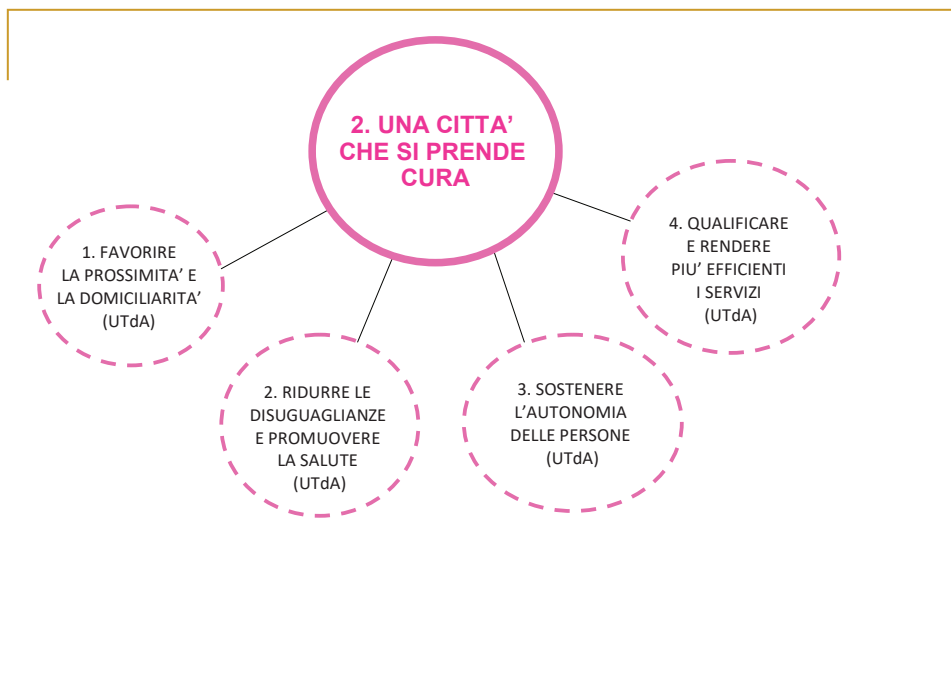 2. UNA CITTA’
CHE SI PRENDE
CURA
1. FAVORIRE
LA PROSSIMITA’ E
LA DOMICILIARITA’
(UTdA)
2. RIDURRE LE
DISUGUAGLIANZE
E PROMUOVERE
LA SALUTE
(UTdA)
3. SOSTENERE
L’AUTONOMIA
DELLE PERSONE
(UTdA)
4. QUALIFICARE
E RENDERE
PIU’ EFFICIENTI
I SERVIZI
(UTdA)